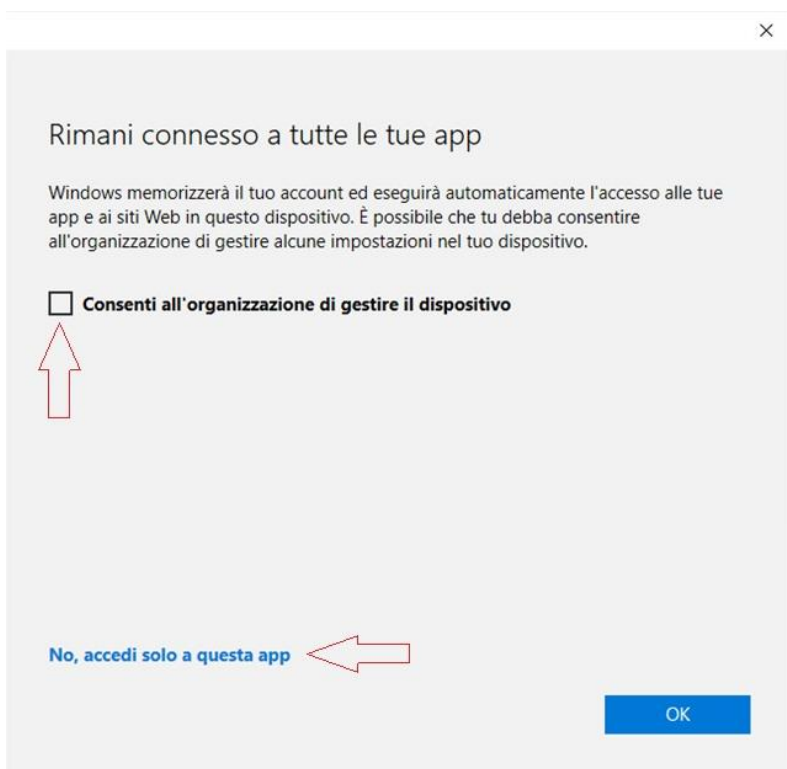 Rimani connesso a tutte le tue app
Windows memorizzerà il tuo account ed eseguirà automaticamente l'accesso alle tue
app e ai siti Web in questo dispositivo. È possibile che tu debba consentire
all'organizzazione di gestire alcune impostazioni nel tuo dispositivo.
Consenti all'organizzazione di gestire il dispositivo
No, accedi solo a questa app
OK